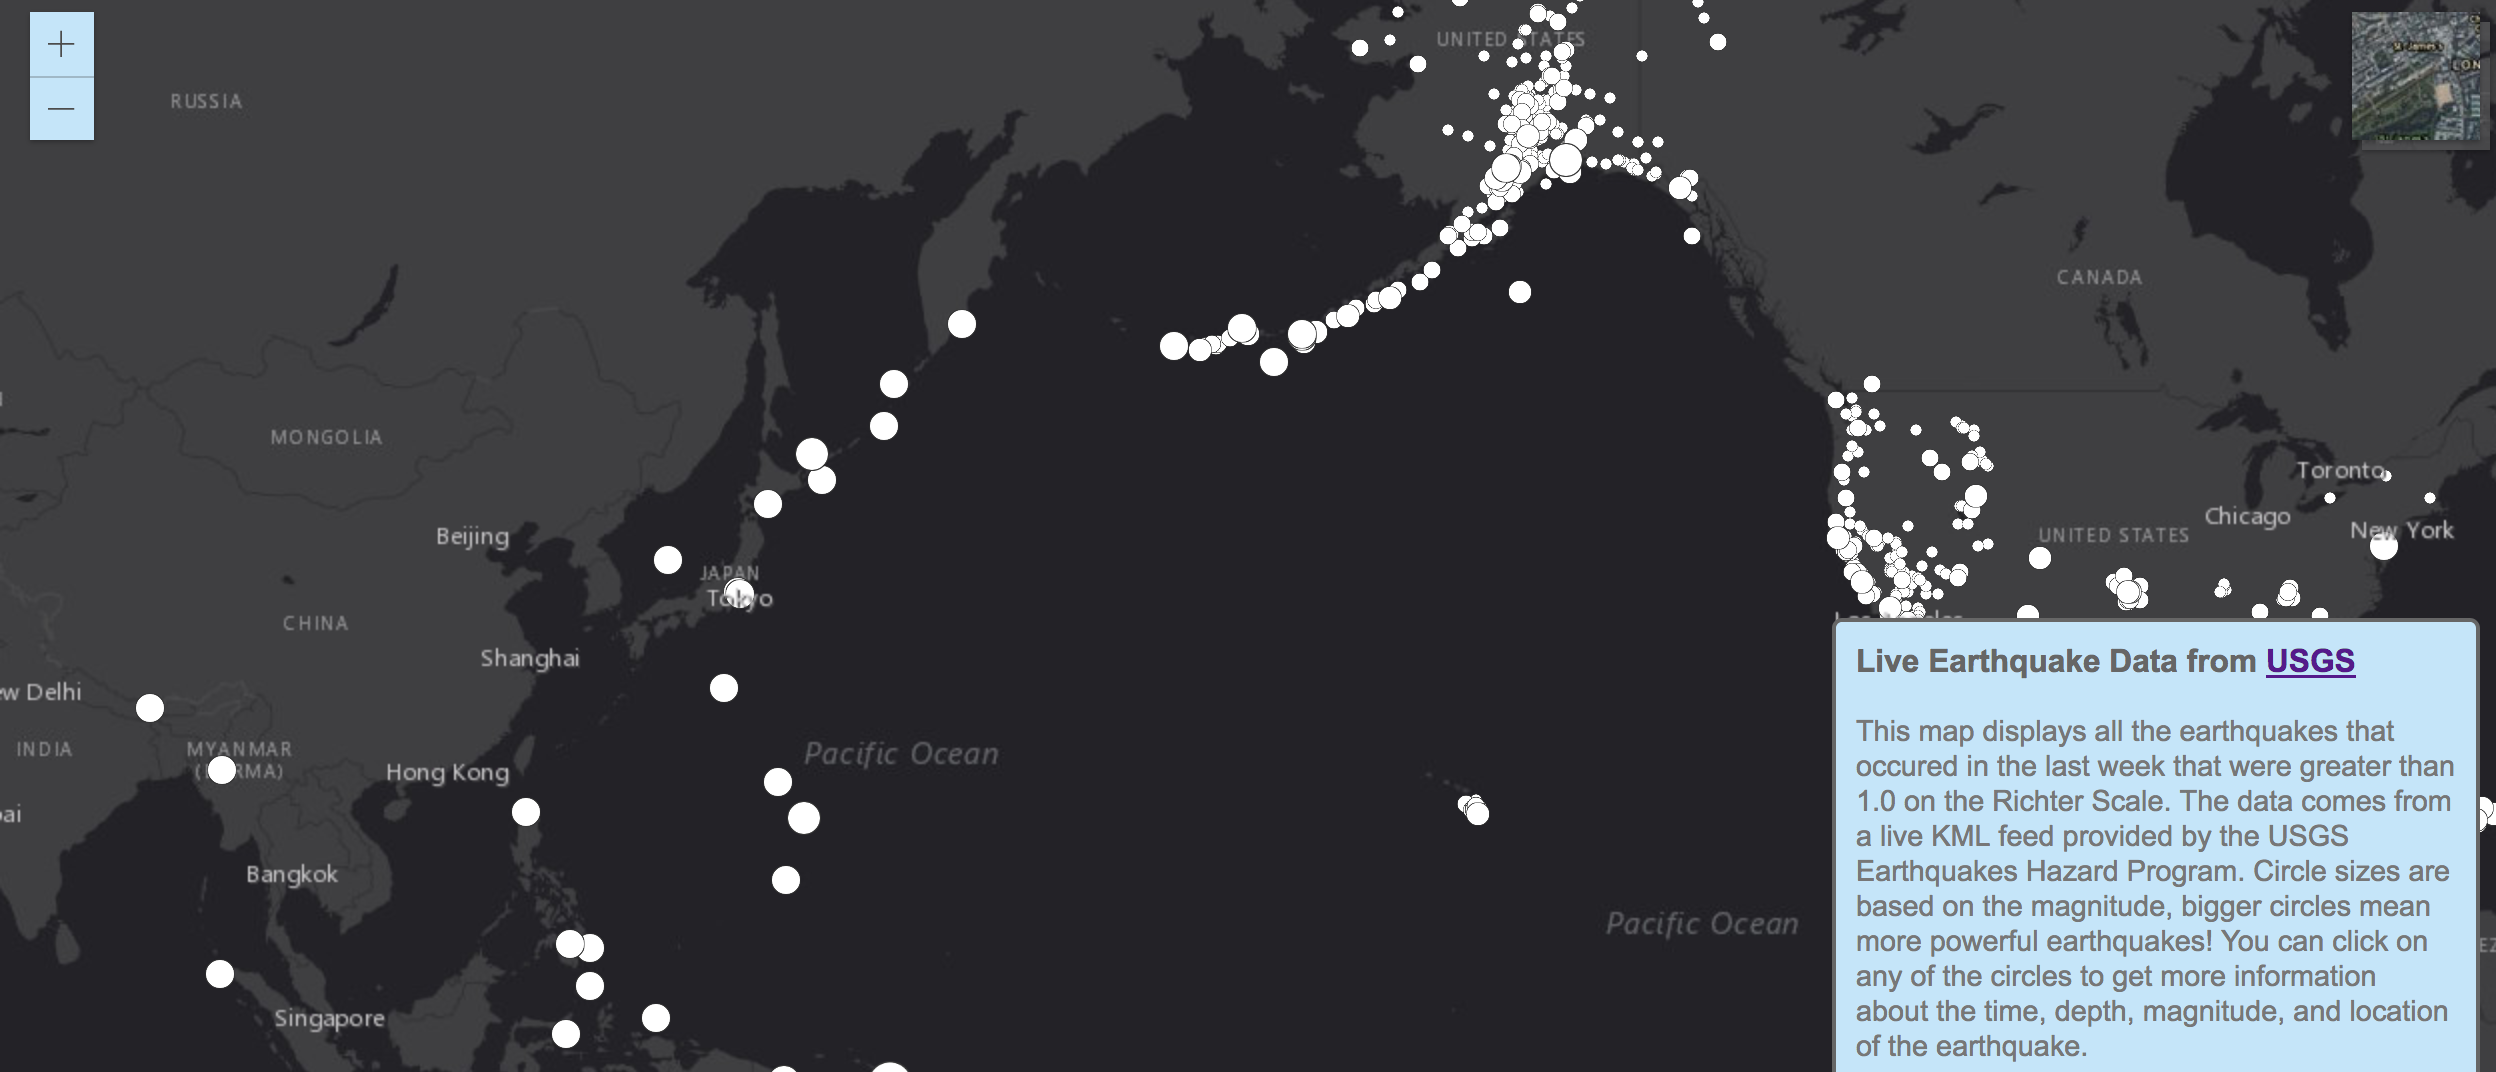 UNITED STATES
RUSSIA
CANADA
MONGOLIA
Toronto
Chicago
New York
Beijing
UNITED STATES
JAPAN
Tokyo
CHINA
Shanghai
Live Earthquake Data from USGS
This map displays all the earthquakes that
occured in the last week that were greater than
1.0 on the Richter Scale. The data comes from
a live KML feed provided by the USGS
Earthquakes Hazard Program. Circle sizes are
based on the magnitude, bigger circles mean
more powerful earthquakes! You can click on
any of the circles to get more information
about the time, depth, magnitude, and location
of the earthquake.
ew Delhi
INDIA
MYANMAR
Pacific Ocean
Hong Kong
Bangkok
Pacific Ocean
Singapore